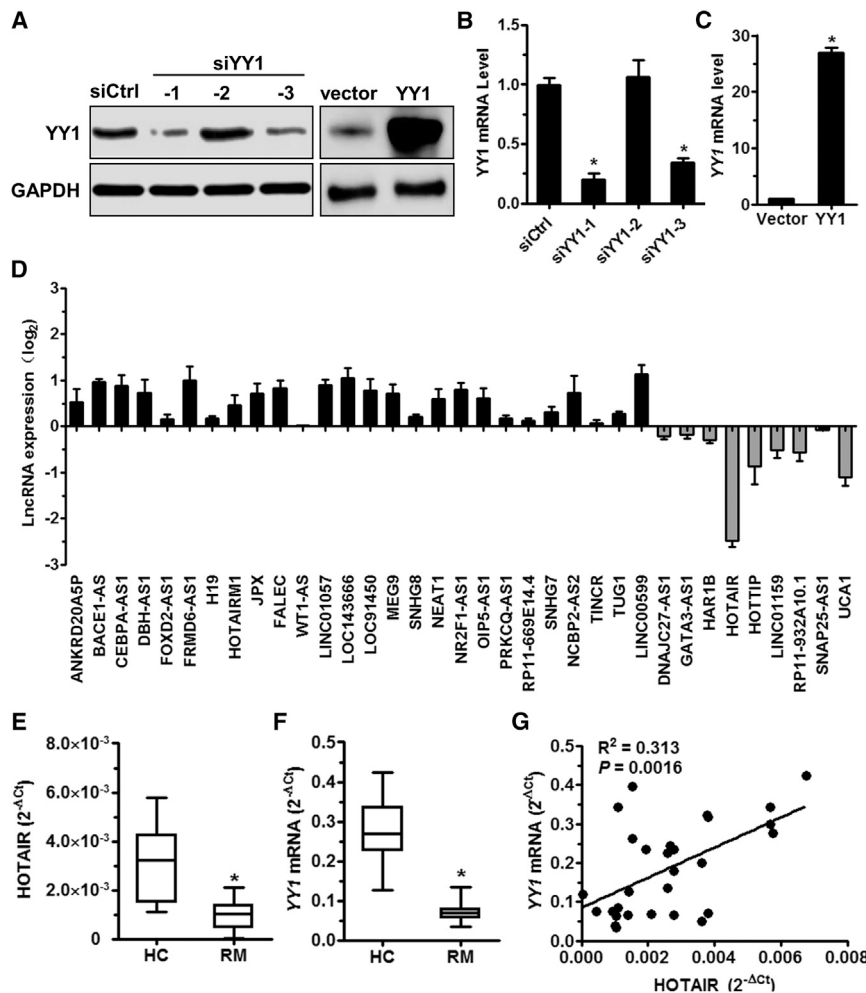 A
siYY1
siCtrl -1 -2 -3 vector YY1
YY1
GAPDH
B
YY1 mRNA Level
1.5
1.0
0.5
0.0
siCtrl
siYY1-1
siYY1-2
siYY1-3
*
*
C
YY1 mRNA level
30
20
10
0
*
Vector YY1
D
LncRNA expression (log2)
3
2
1
0
-1
-2
-3
ANKRD20A5P
BACE1-AS
CEBPA-AS1
DBH-AS1
FOXD2-AS1
FRMD6-AS1
H19
HOTAIRM1
JPX
FALEC
WT1-AS
LINC01057
LOC143666
LOC91450
MEG9
SNHG8
NEAT1
NR2F1-AS1
OIP5-AS1
PRKCQ-AS1
RP11-669E14.4
SNHG7
NCBP2-AS2
TINCR
TUG1
LINC00599
DNAJC27-AS1
GATA3-AS1
HAR1B
HOTAIR
HOTTIP
LINC01159
RP11-932A10.1
SNAP25-AS1
UCA1
E
HOTAIR (2-ΔCt)
8.0×10-3
6.0×10-3
4.0×10-3
2.0×10-3
0
*
HC RM
F
YY1 mRNA (2-ΔCt)
0.5
0.4
0.3
0.2
0.1
0.0
*
HC RM
G
R2 = 0.313
P = 0.0016
YY1 mRNA (2-ΔCt)
0.5
0.4
0.3
0.2
0.1
0.0
0.000 0.002 0.004 0.006 0.008
HOTAIR (2-ΔCt)